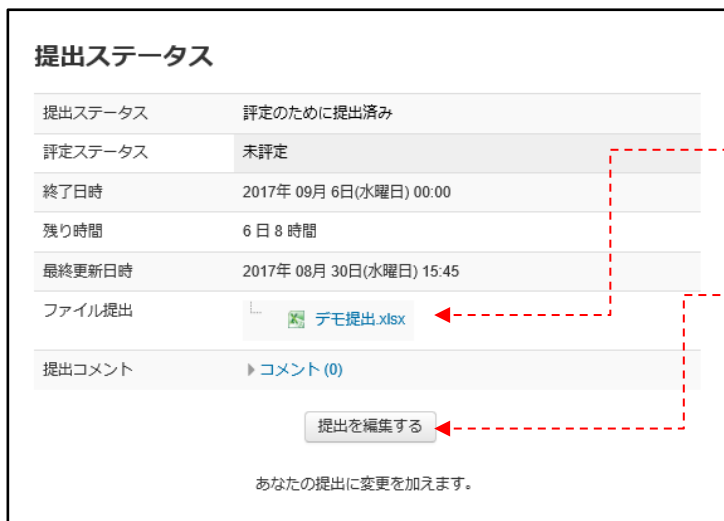 提出ステータス
提出ステータス 評定のために提出済み
評定ステータス 未評定
終了日時 2017年 09月 6日(水曜日) 00:00
残り時間 6 日 8 時間
最終更新日時 2017年 08月 30日(水曜日) 15:45
ファイル提出 デモ提出.xlsx
提出コメント コメント (0)
提出を編集する
あなたの提出に変更を加えます。